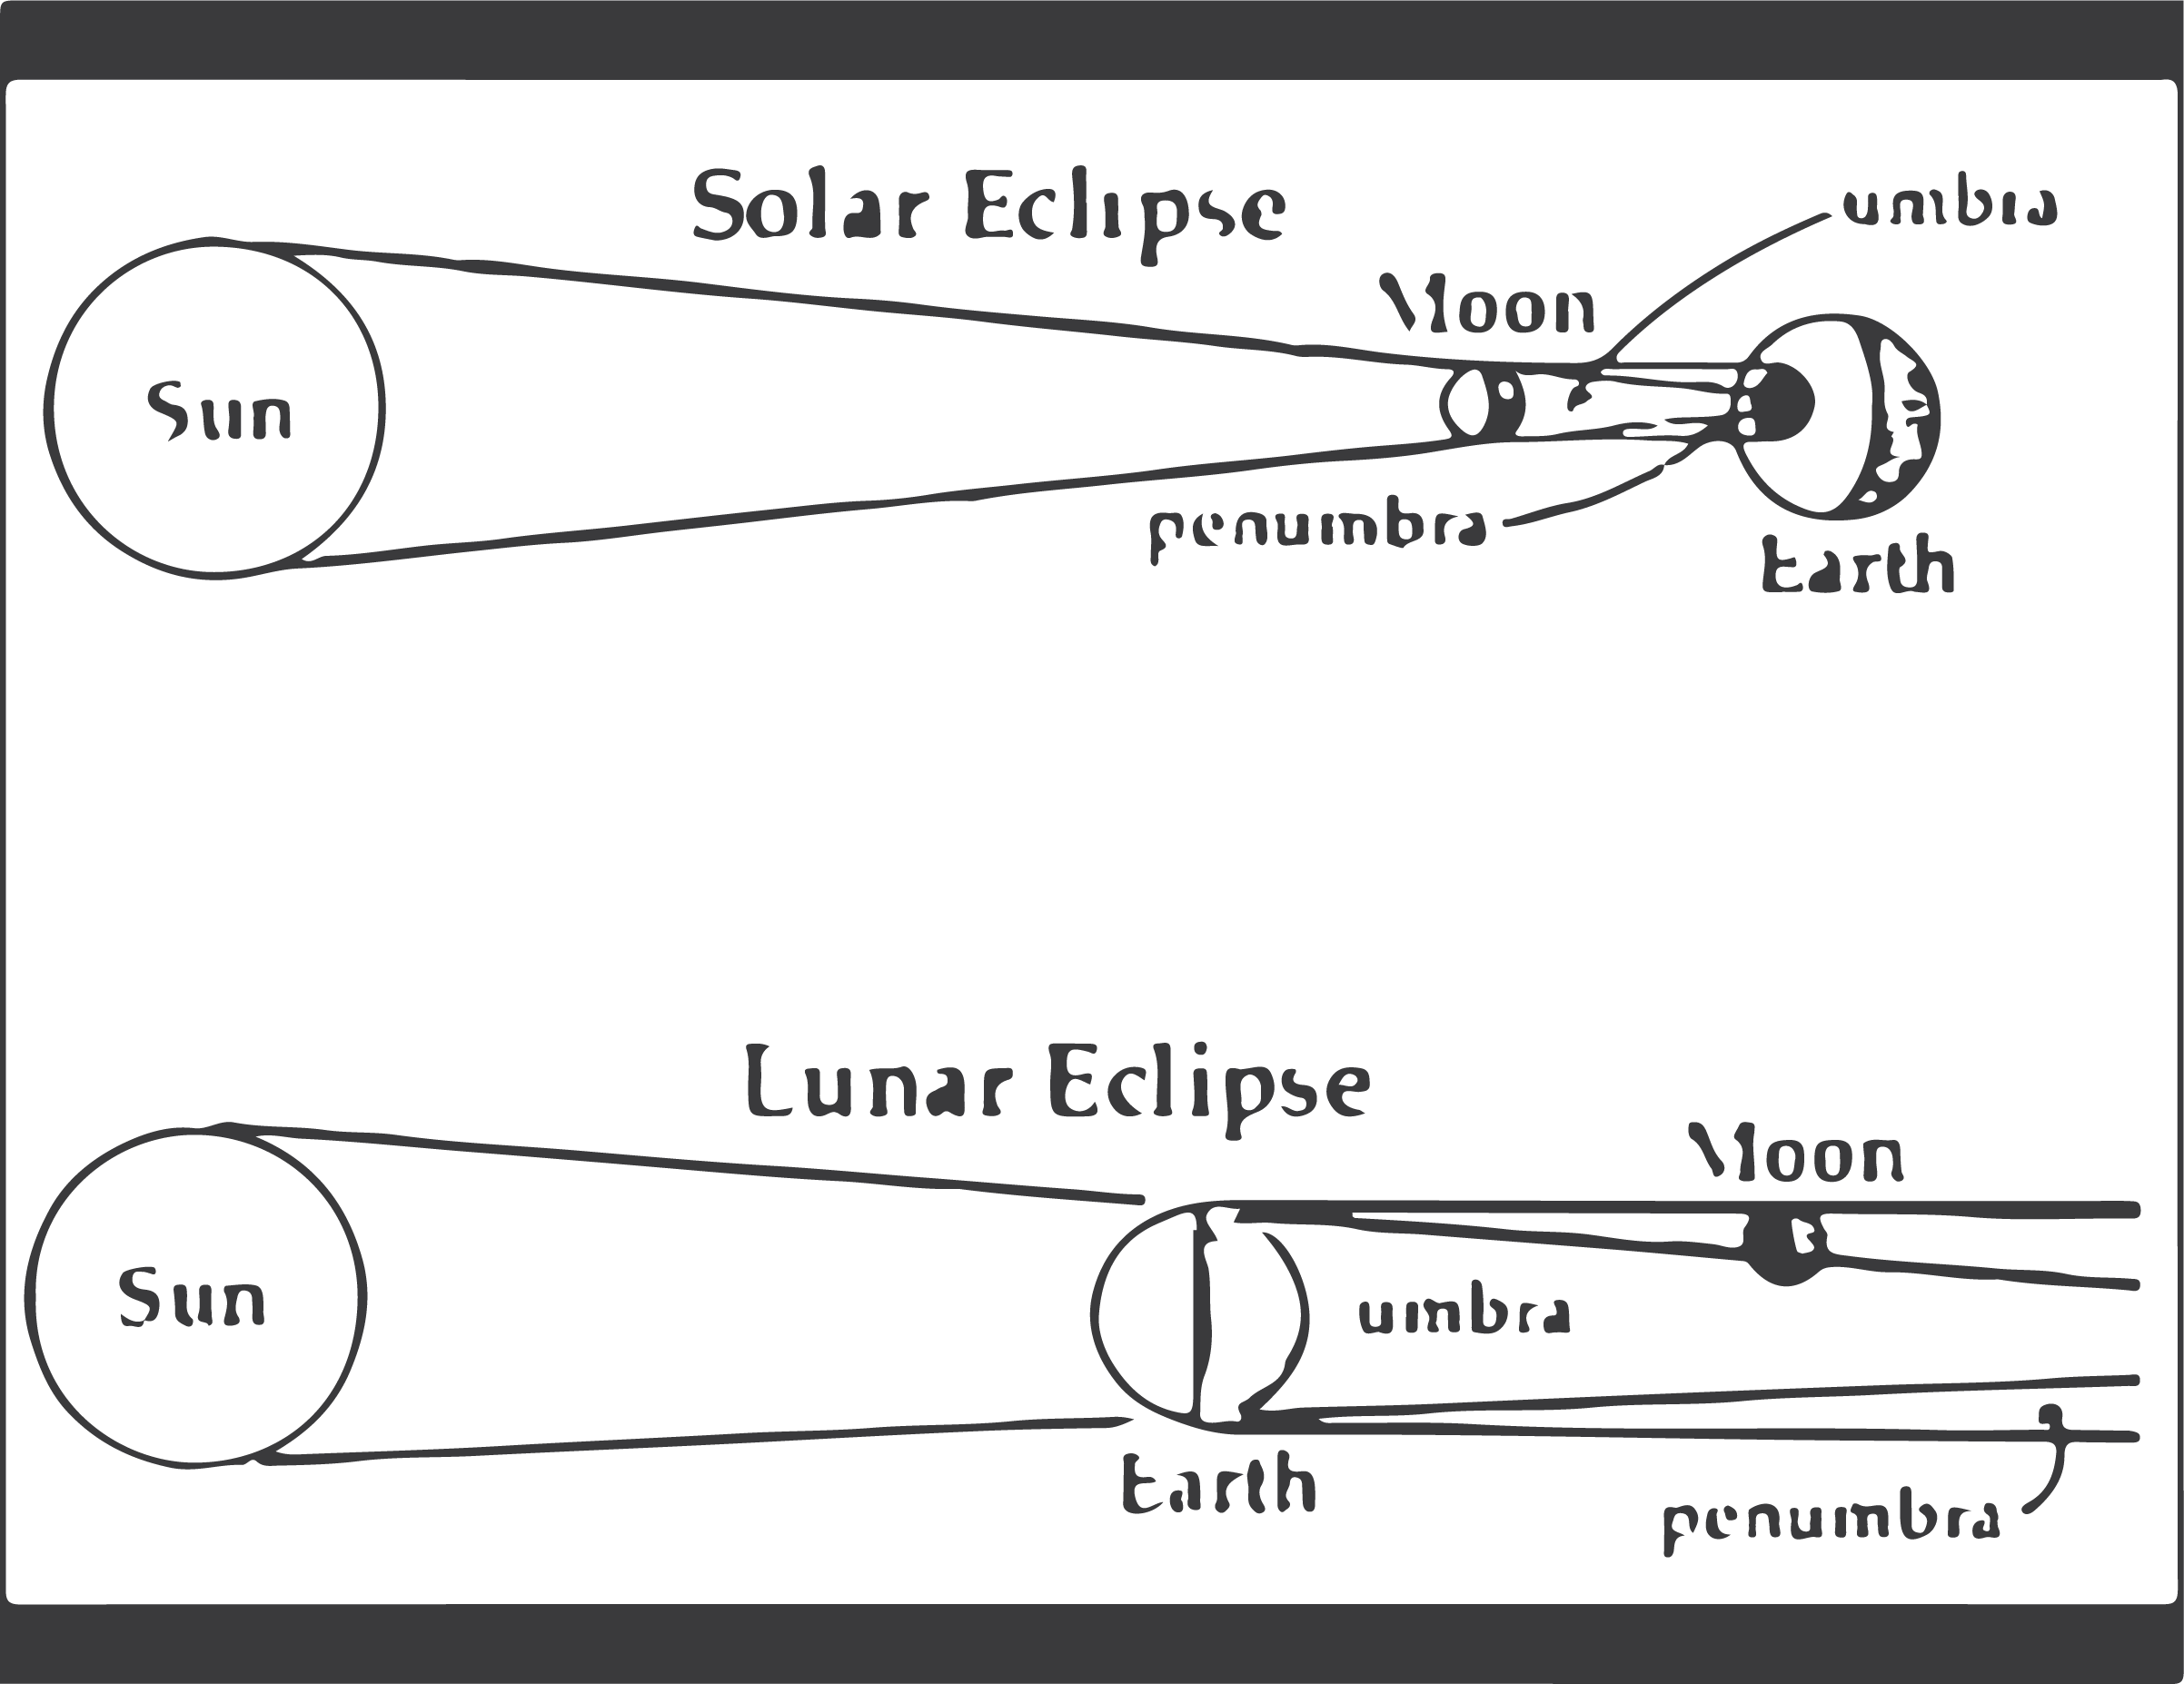 Solar Eclipse
umbra
Moon
Sun
penumbra
Earth
Lunar Eclipse
Moon
Sun
umbra
Earth
penumbra